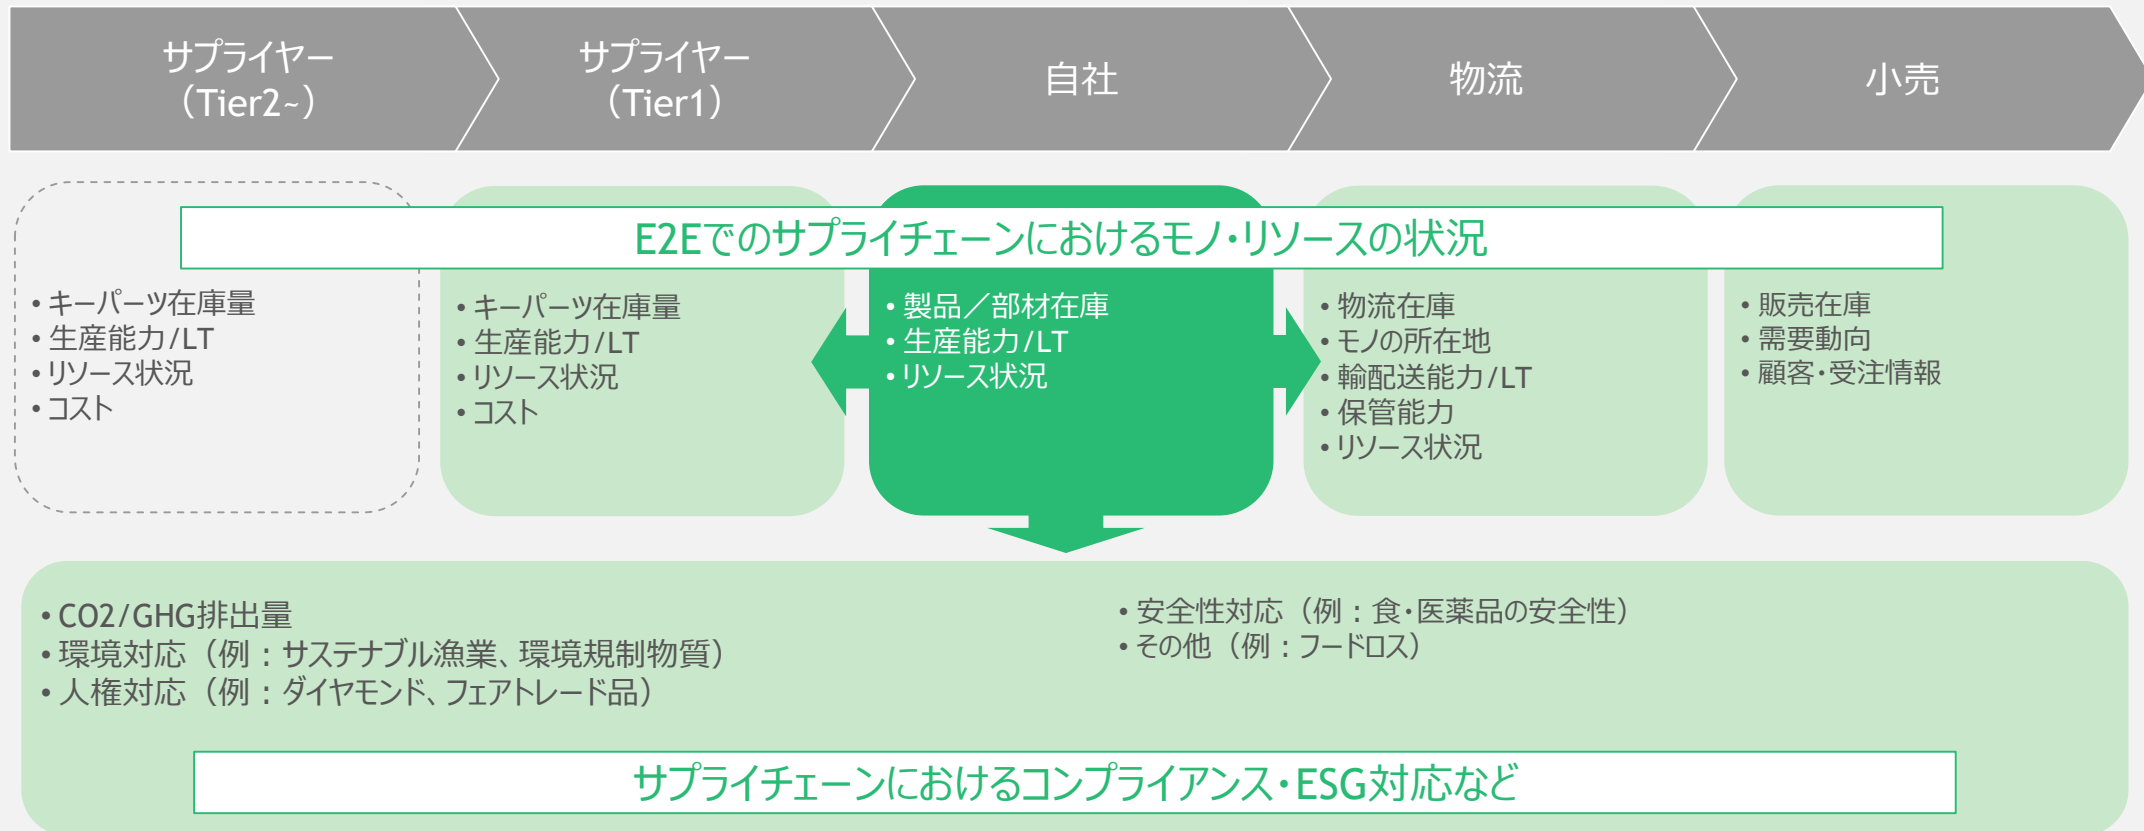 サプライヤー
（Tier2~）
サプライヤー
（Tier1）
自社
物流
小売
E2Eでのサプライチェーンにおけるモノ・リソースの状況
• キーパーツ在庫量
• 生産能力/LT
• リソース状況
• コスト
• キーパーツ在庫量
• 生産能力/LT
• リソース状況
• コスト
• 製品／部材在庫
• 生産能力/LT
• リソース状況
• 物流在庫
• モノの所在地
• 輸配送能力/LT
• 保管能力
• リソース状況
• 販売在庫
• 需要動向
• 顧客・受注情報
• CO2/GHG排出量
• 環境対応（例：サステナブル漁業、環境規制物質）
• 人権対応（例：ダイヤモンド、フェアトレード品）
• 安全性対応（例：食・医薬品の安全性）
• その他（例：フードロス）
サプライチェーンにおけるコンプライアンス・ESG対応など